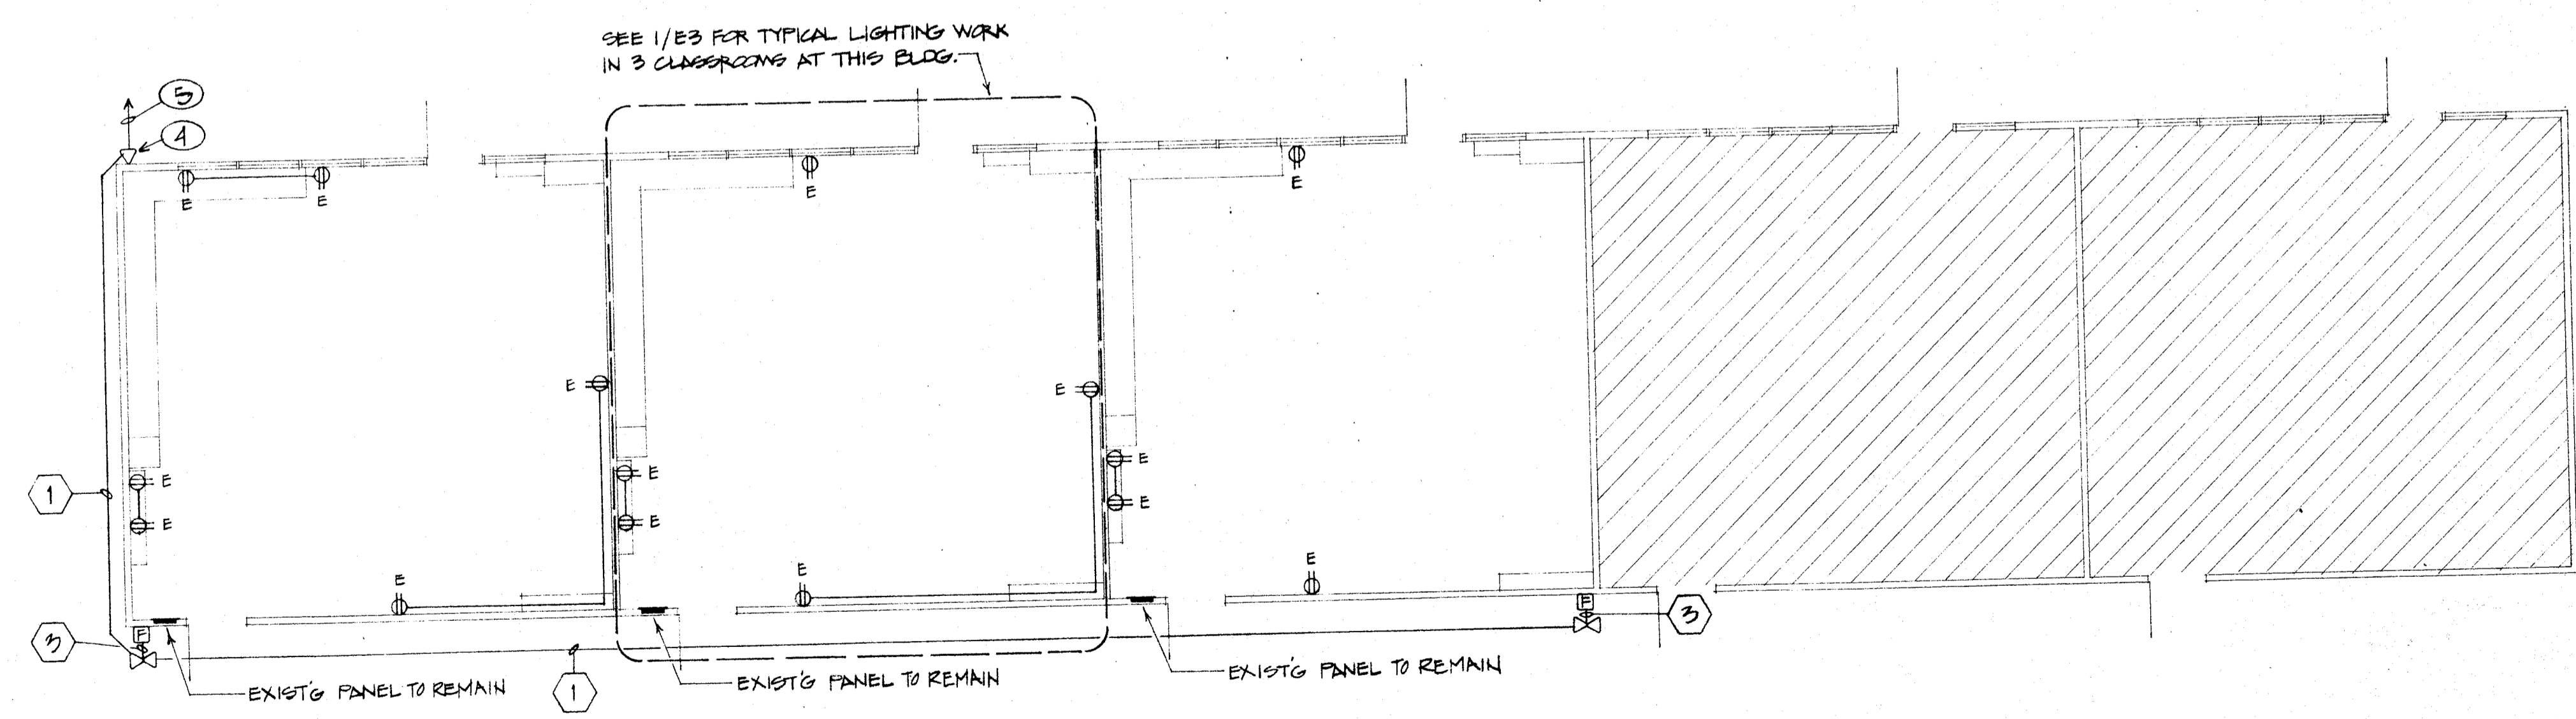 SEE 1/E3 FOR TYPICAL LIGHTING WORK
IN 3 CLASSROOMS AT THIS BLDG.
5
4
E
E
E
E
E
E
E
E
E
E
1
E
E
E
E
E
E
3
F
F
3
EXIST'G PANEL TO REMAIN
1
EXIST'G PANEL TO REMAIN
EXIST'G PANEL TO REMAIN